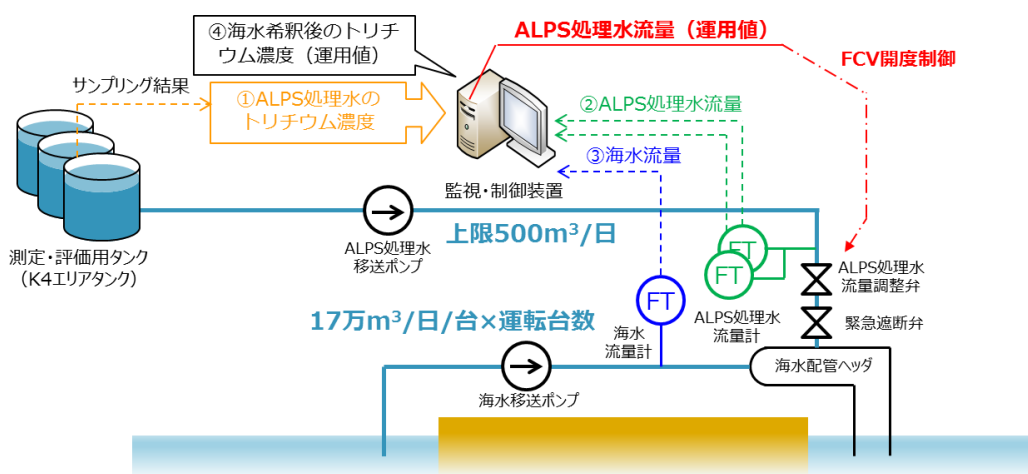 ④海水希釈後のトリチ
ウム濃度（運用値）
ALPS処理水流量（運用値）
FCV開度制御
サンプリング結果
①ALPS処理水の
トリチウム濃度
②ALPS処理水流量
③海水流量
監視・制御装置
測定・評価用タンク
（K4エリアタンク）
ALPS処理水
移送ポンプ
上限500m³/日
FT
FT
FT
ALPS処理水
流量調整弁
緊急遮断弁
ALPS処理水
流量計
17万m³/日/台×運転台数
海水
流量計
海水配管ヘッダ
海水移送ポンプ